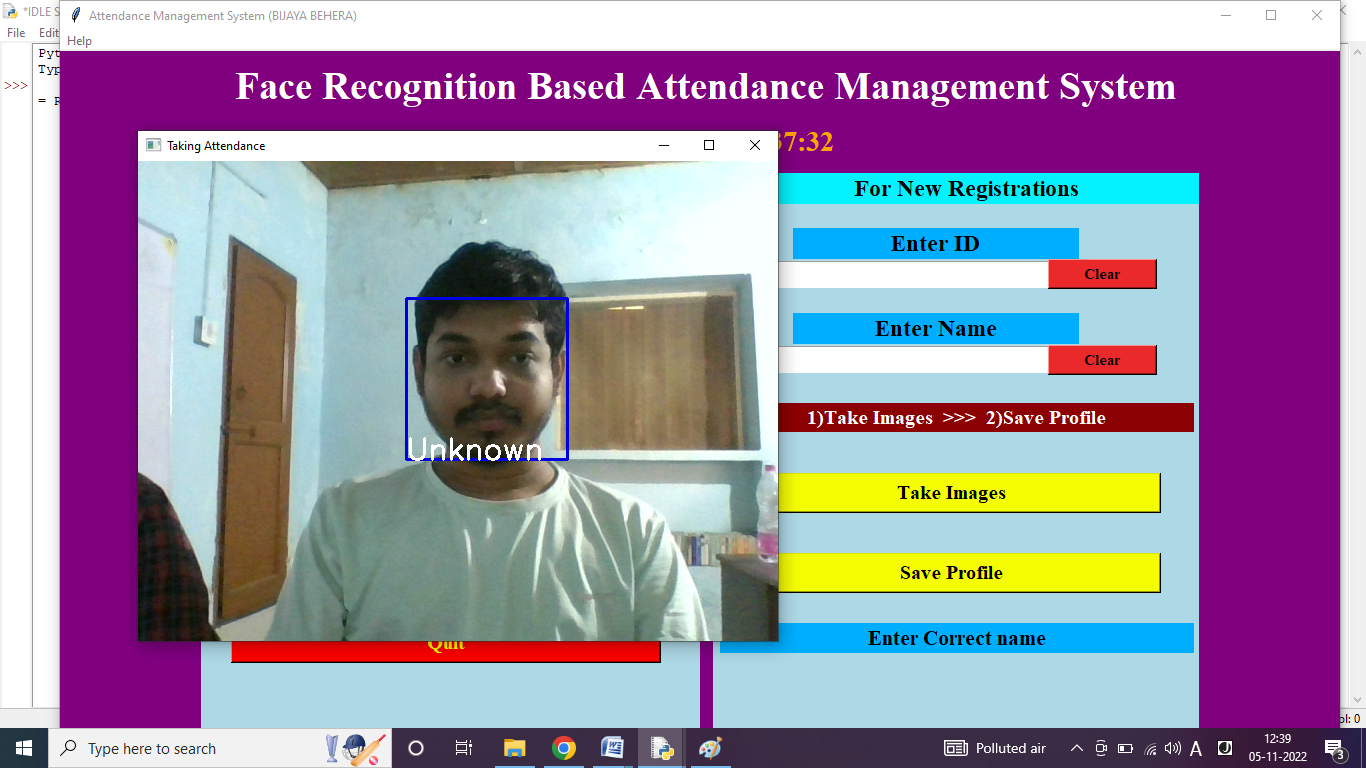 *IDLE S
Attendance Management System (BIJAYA BEHERA)
File Edit
Help
Pyt
Typ
>>>
= R
Face Recognition Based Attendance Management System
37:32
Taking Attendance
For New Registrations
Enter ID
Clear
Enter Name
Clear
1)Take Images >>> 2)Save Profile
Unknown
Take Images
Save Profile
Quit
Enter Correct name
ol: 0
Type here to search
Polluted air
A
12:39
05-11-2022
3